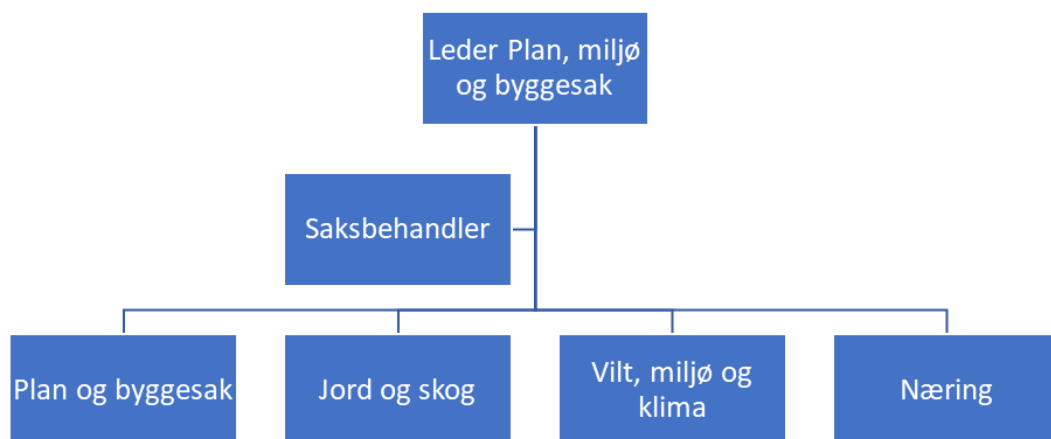 Leder Plan, miljø
og byggesak
Saksbehandler
Plan og byggesak
Jord og skog
Vilt, miljø og
klima
Næring